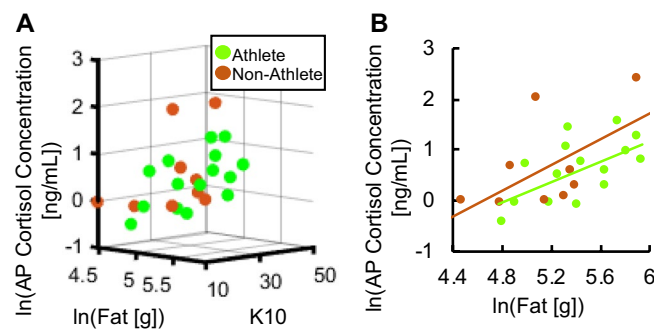 A
ln(AP Cortisol Concentration
[ng/mL])
3
2
1
0
-1
4.5
5
5.5
10
30
50
ln(Fat [g])
K10
Athlete
Non-Athlete
B
ln(AP Cortisol Concentration
[ng/mL])
3
2
1
0
-1
4.4
4.8
5.2
5.6
6
ln(Fat [g])